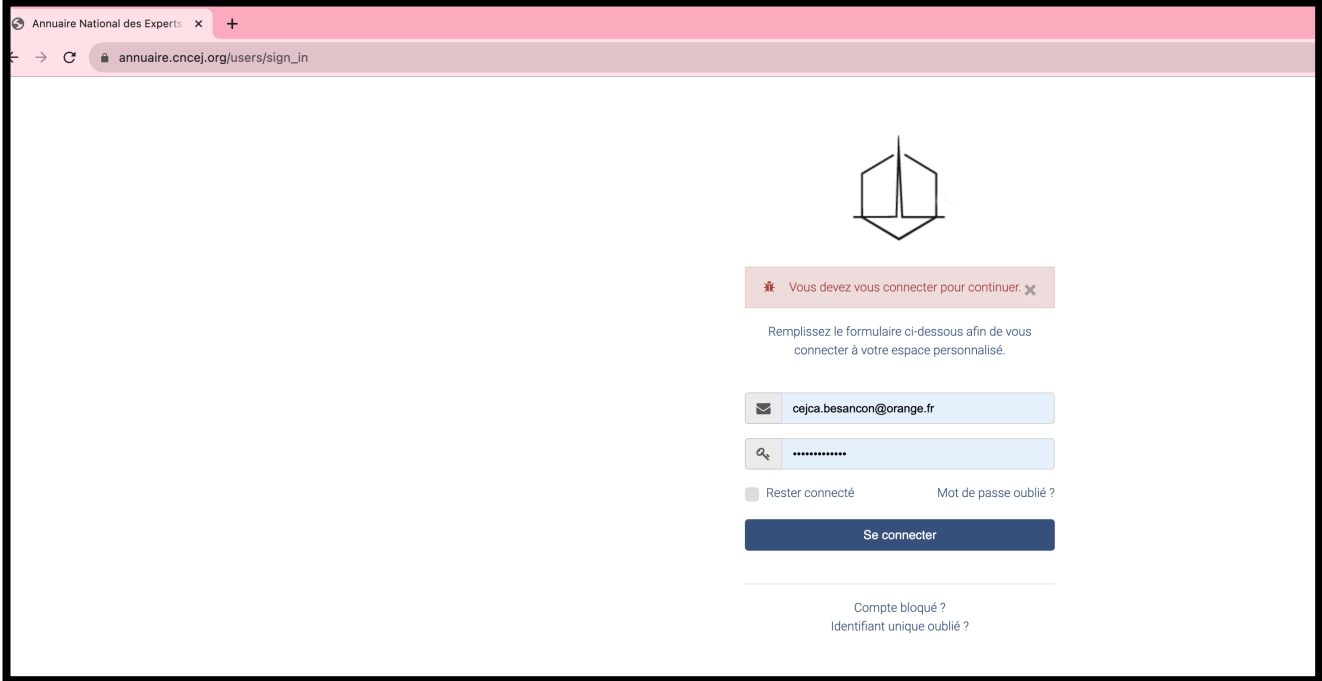 Annuaire National des Experts
annuaire.cncej.org/users/sign_in
Vous devez vous connecter pour continuer.
Remplissez le formulaire ci-dessous afin de vous
connecter à votre espace personnalisé.
cejca.besancon@orange.fr
•••••••••••••
Rester connecté
Mot de passe oublié ?
Se connecter
Compte bloqué ?
Identifiant unique oublié ?